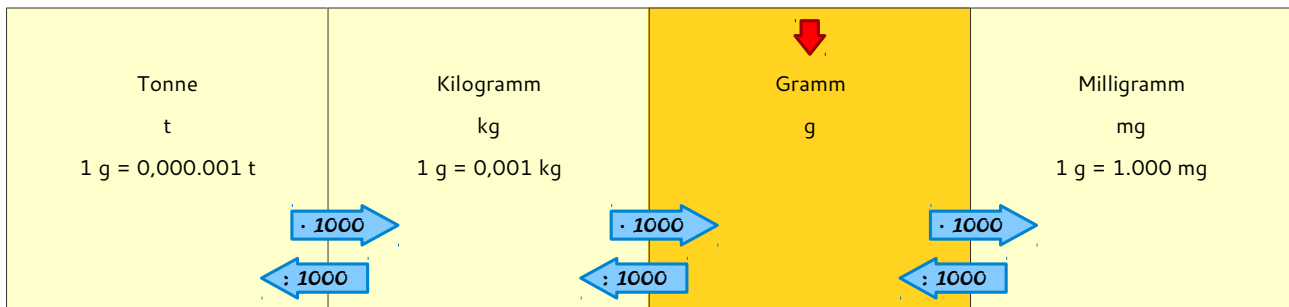 Tonne
t
1 g = 0,000.001 t
Kilogramm
kg
1 g = 0,001 kg
Gramm
g
Milligramm
mg
1 g = 1.000 mg
· 1000
· 1000
· 1000
: 1000
: 1000
: 1000